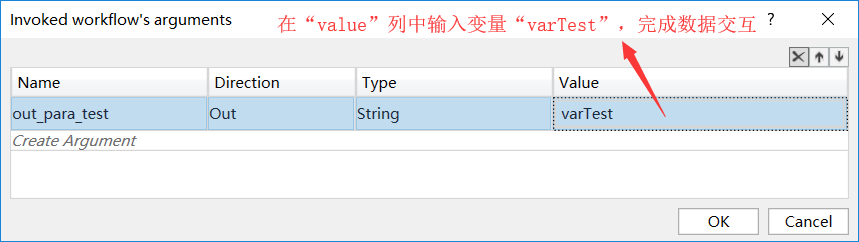 Invoked workflow's arguments
在“value”列中输入变量“varTest”，完成数据交互
?
Name Direction Type Value
out_para_test Out String varTest
Create Argument
OK Cancel